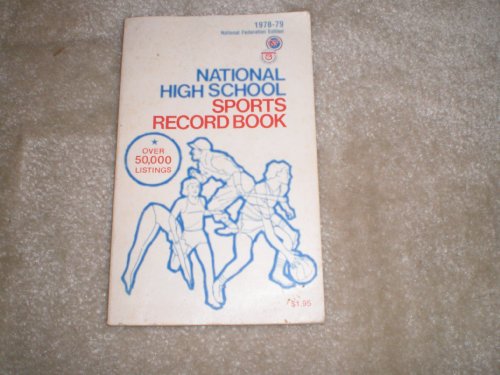 1978-79
National Federation Edition
NATIONAL
HIGH SCHOOL
SPORTS
RECORD BOOK
OVER
50,000
LISTINGS
$1.95